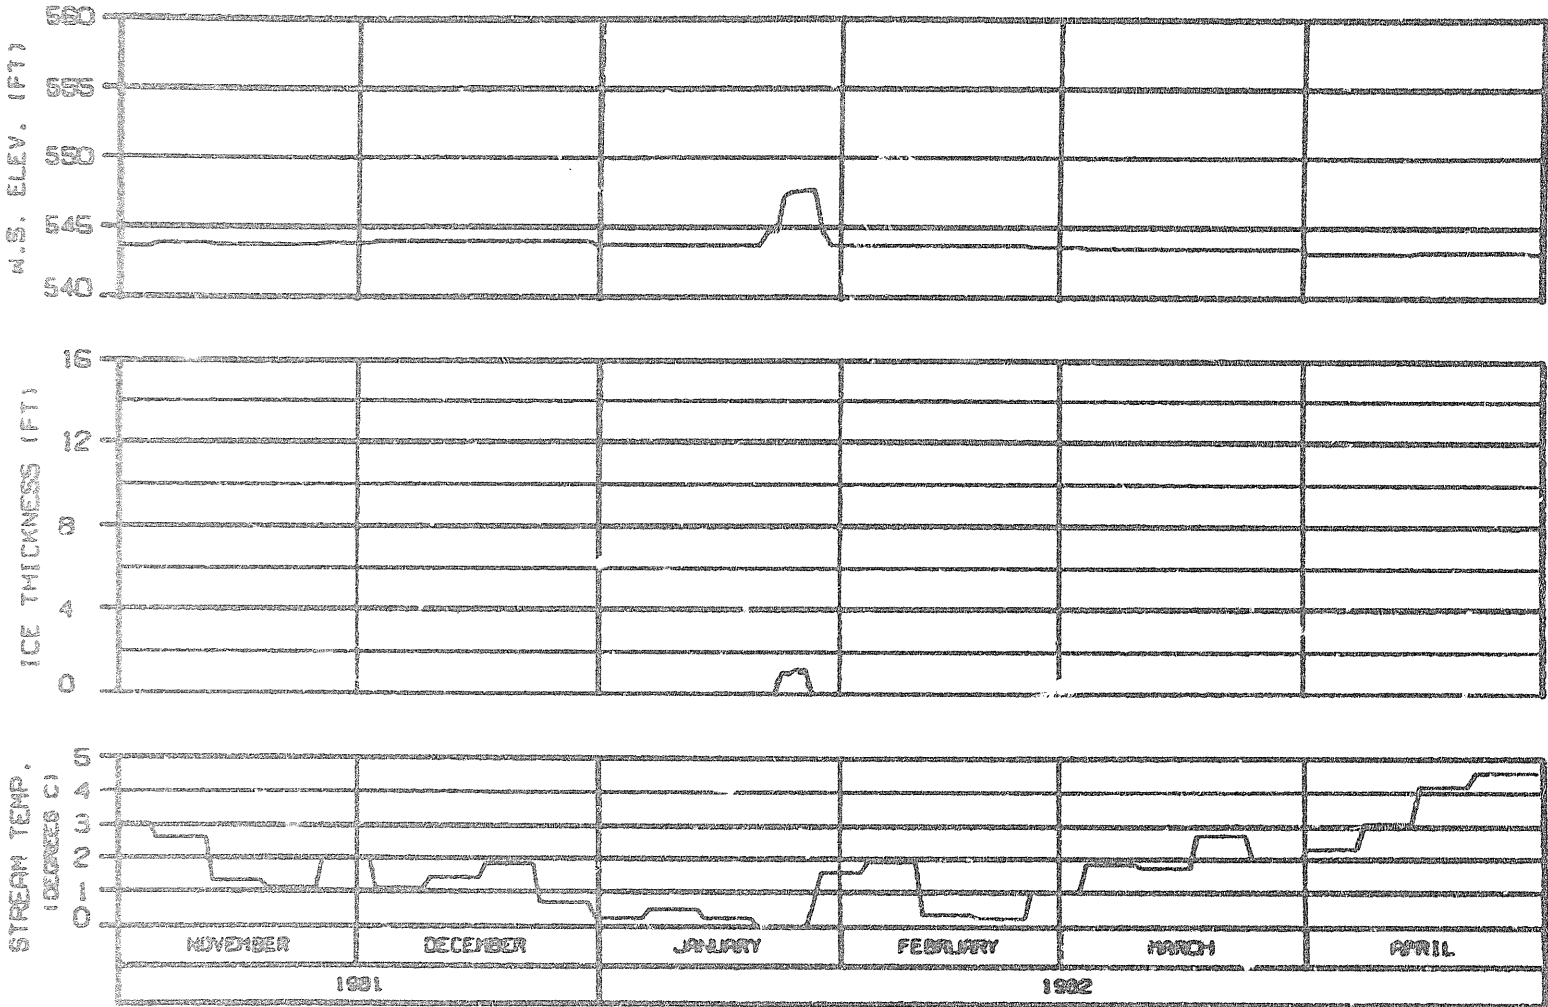 W.S. ELEV. (FT)
560
555
550
545
540
ICE THICKNESS (FT)
16
12
8
4
0
STREAM TEMP.
(DEGREES C)
5
4
3
2
1
0
NOVEMBER
DECEMBER
JANUARY
FEBRUARY
MARCH
APRIL
1981
1982